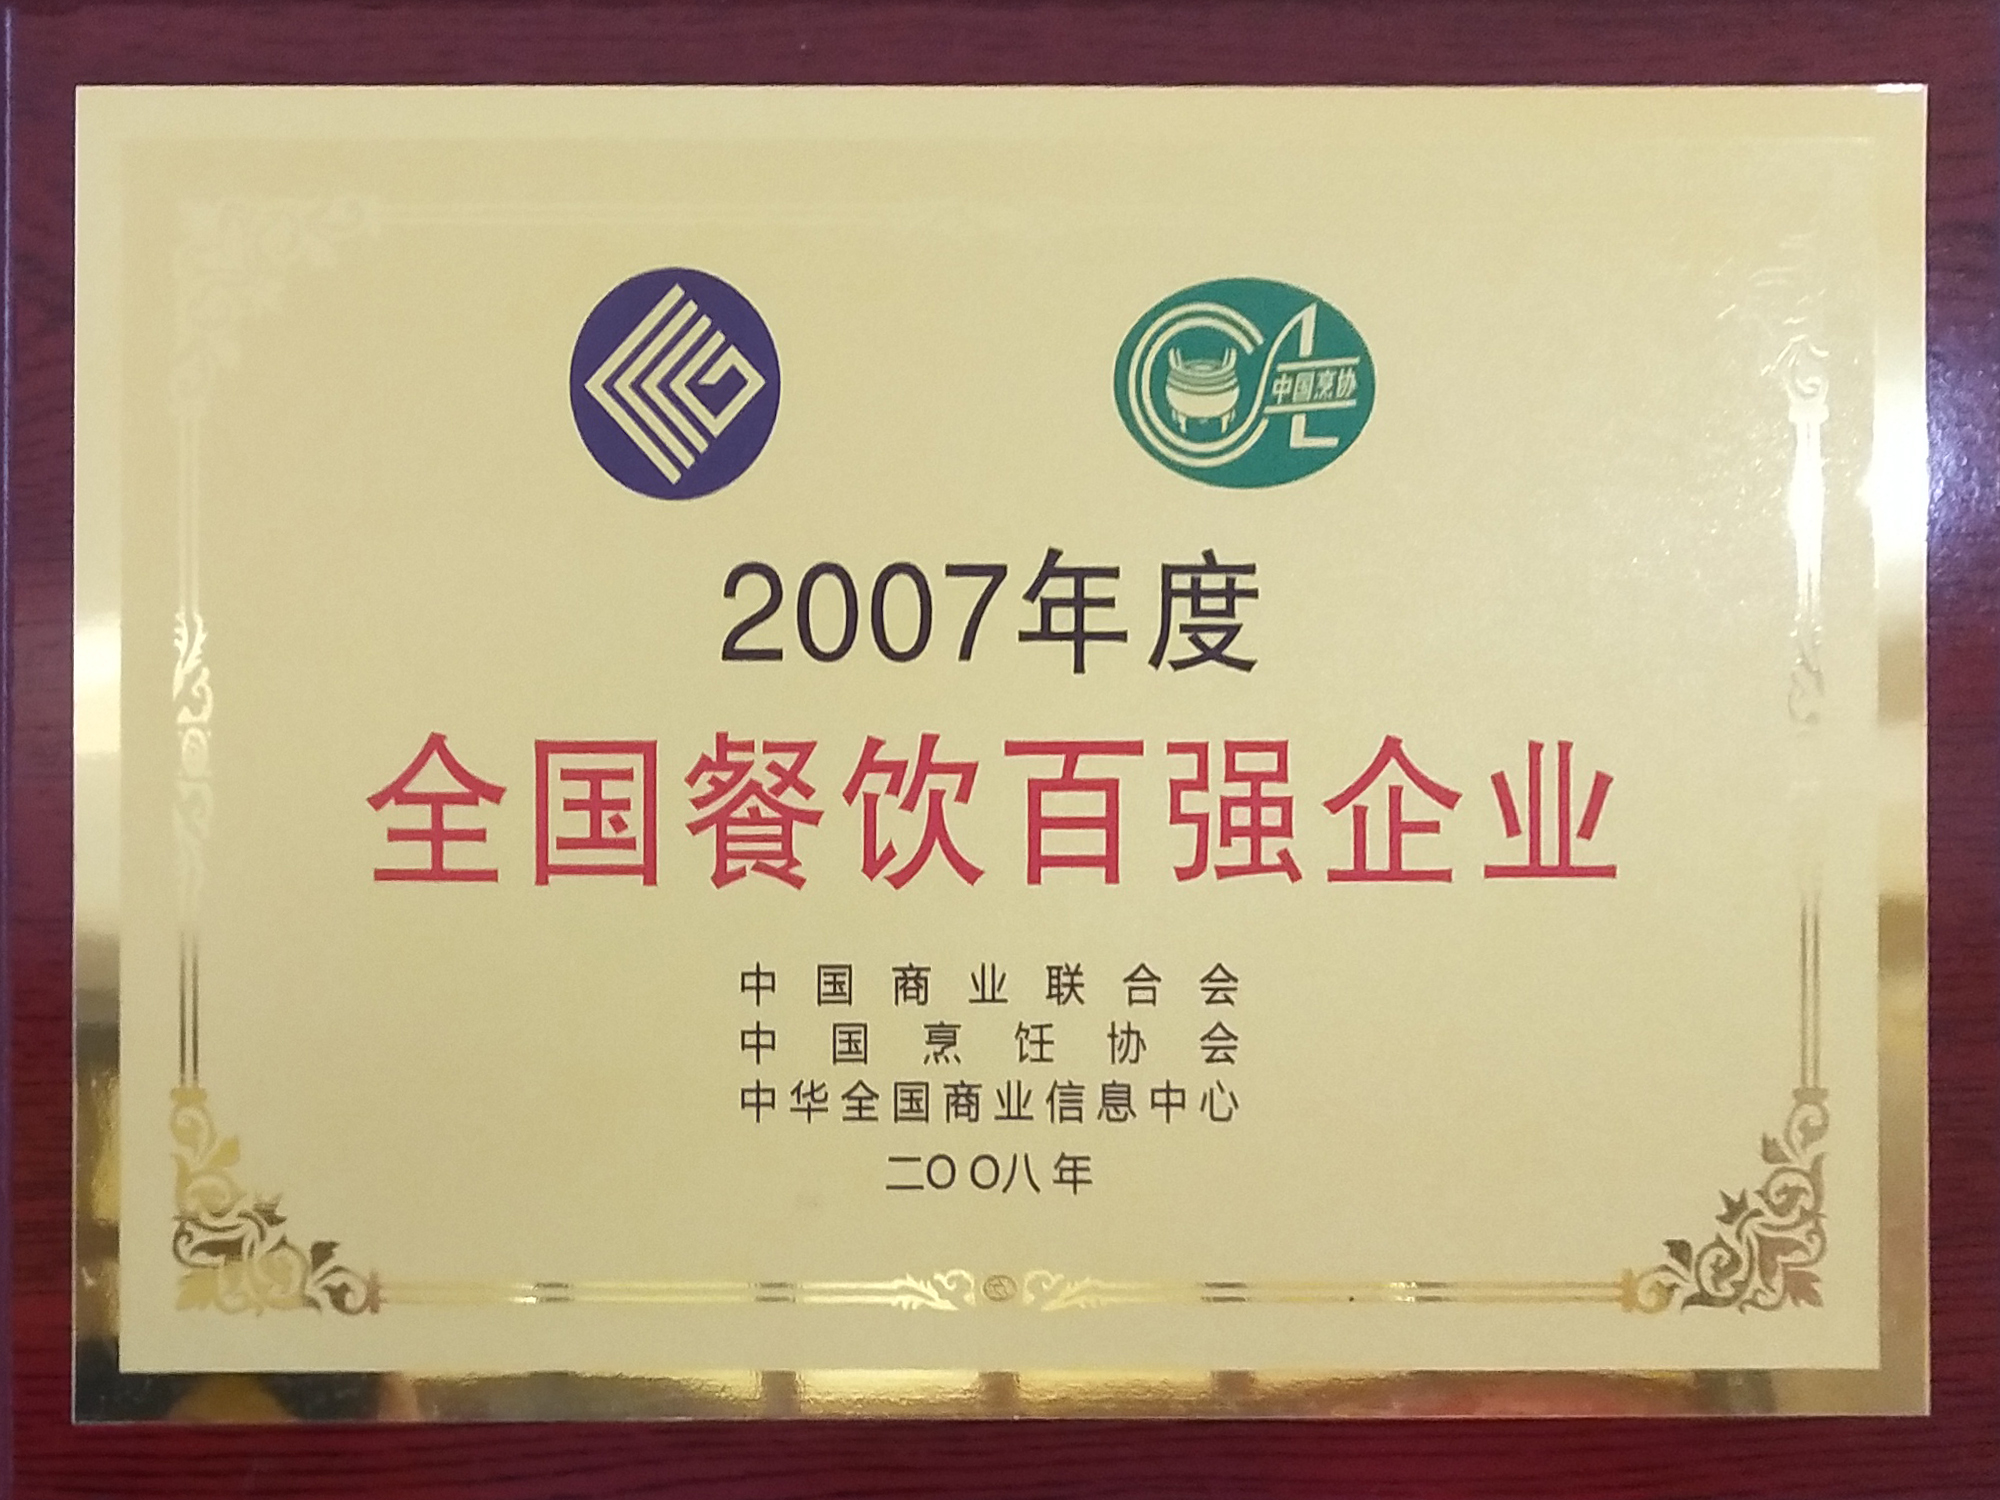 中国烹协
2007年度
全国餐饮百强企业
中国商业联合会
中国烹饪协会
中华全国商业信息中心
二〇〇八年